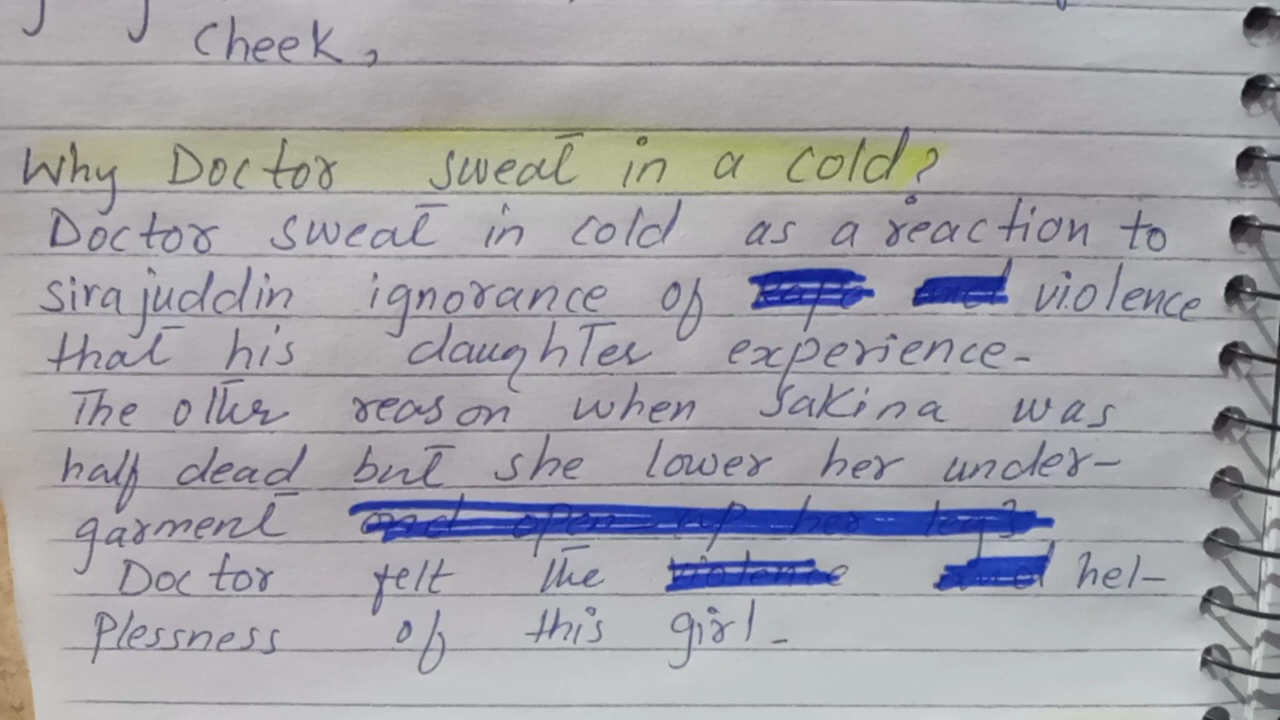 Cheek,
Why Doctor sweat in a cold?
Doctor sweat in cold as a reaction to
sirajuddin ignorance of violence
that his daughter experience-
The other reason when Sakina was
half dead but she lower her under-
garment
Doctor felt the hel-
plessness of this girl-